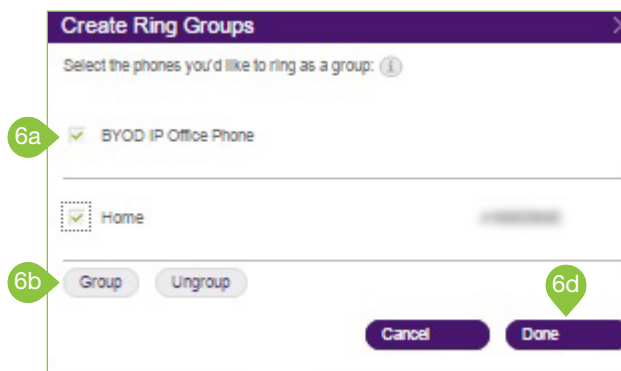 Create Ring Groups
Select the phones you'd like to ring as a group:
6a BYOD IP Office Phone
Home
6b Group Ungroup
6d
Cancel Done